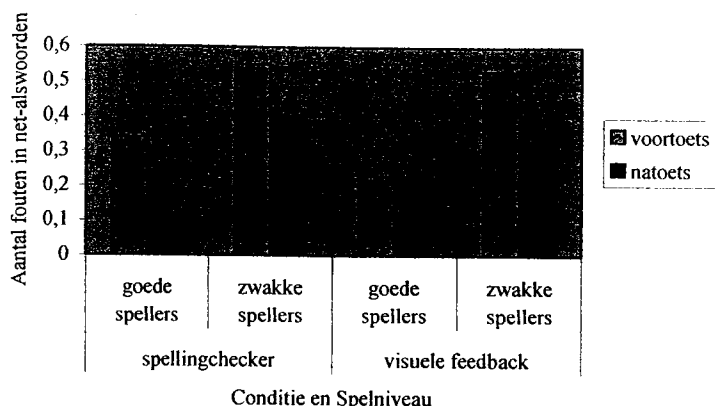 Aantal fouten in net-alswoorden
0,6
0,5
0,4
0,3
0,2
0,1
0
goede spellers
zwakke spellers
goede spellers
zwakke spellers
spellingchecker
visuele feedback
Conditie en Spelniveau
voortoets
natoets